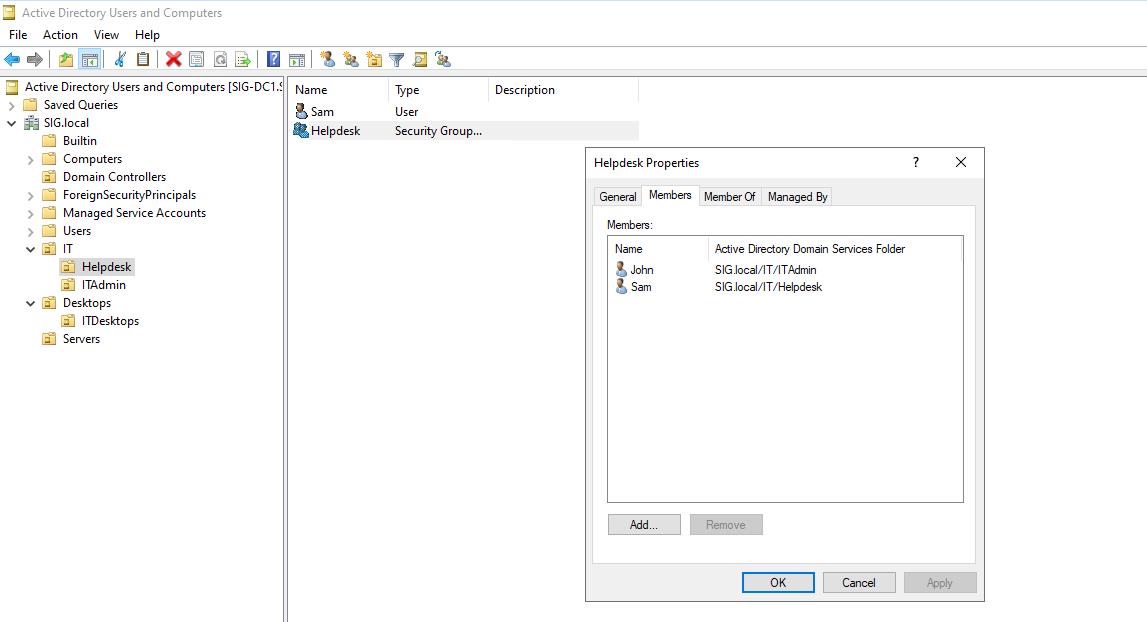 Active Directory Users and Computers
File Action View Help
Active Directory Users and Computers [SIG-DC1.S
Saved Queries
SIG.local
Builtin
Computers
Domain Controllers
ForeignSecurityPrincipals
Managed Service Accounts
Users
IT
Helpdesk
ITAdmin
Desktops
ITDesktops
Servers
Name Type Description
Sam User
Helpdesk Security Group...
Helpdesk Properties
General Members Member Of Managed By
Members:
Name Active Directory Domain Services Folder
John SIG.local/IT/ITAdmin
Sam SIG.local/IT/Helpdesk
Add... Remove
OK Cancel Apply